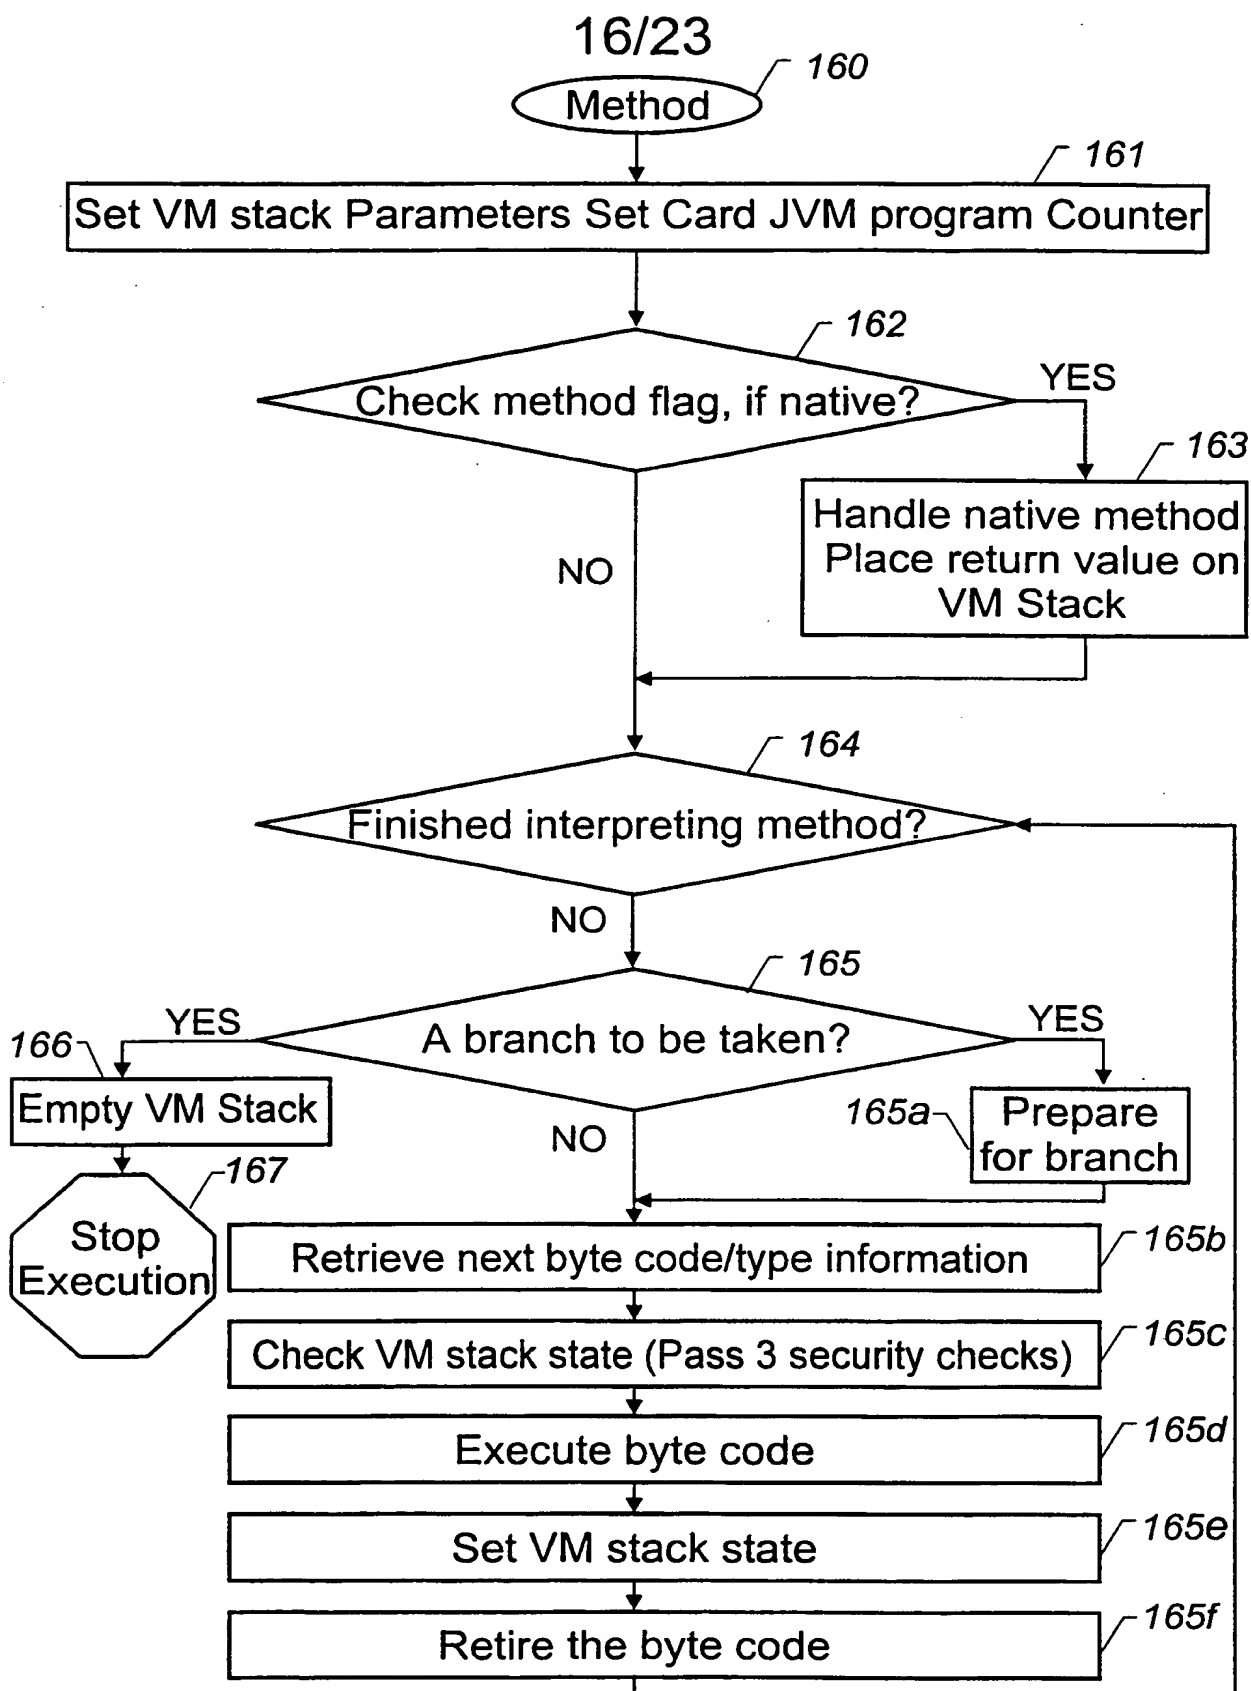 16/23
160
Method
161
Set VM stack Parameters Set Card JVM program Counter
162
Check method flag, if native?
YES
163
Handle native method
Place return value on
VM Stack
NO
164
Finished interpreting method?
NO
165
A branch to be taken?
YES
YES
166
Empty VM Stack
165a
Prepare
for branch
NO
167
Stop
Execution
Retrieve next byte code/type information
165b
Check VM stack state (Pass 3 security checks)
165c
Execute byte code
165d
Set VM stack state
165e
Retire the byte code
165f